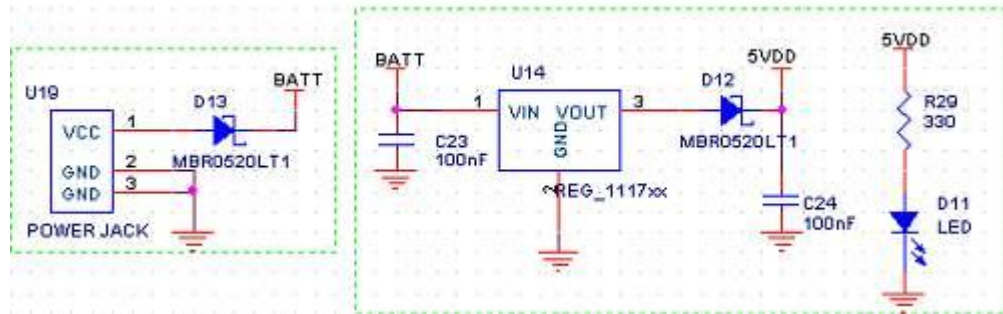 U19
VCC
GND
GND
1
2
3
POWER JACK
D13
MBR0520LT1
BATT
BATT
C23
100nF
U14
1
VIN VOUT
GND
3
2
REG_1117xx
D12
MBR0520LT1
5VDD
C24
100nF
5VDD
R29
330
D11
LED